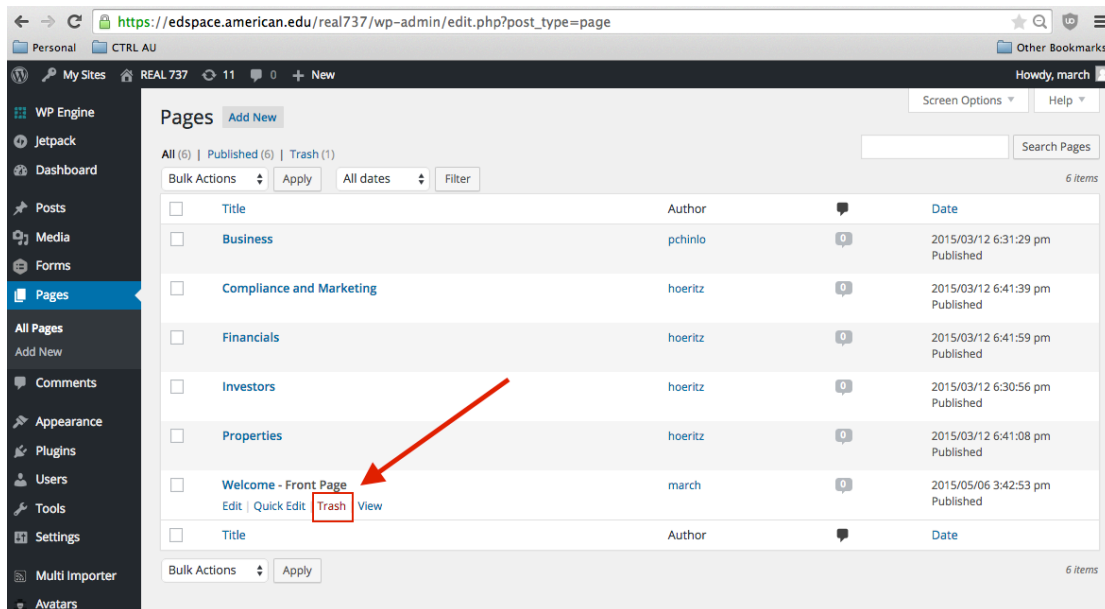 https://edspace.american.edu/real737/wp-admin/edit.php?post_type=page
Personal CTRL AU Other Bookmarks
My Sites REAL 737 11 0 + New Howdy, march
Screen Options Help
WP Engine
Jetpack
Dashboard
Posts
Media
Forms
Pages
All Pages
Add New
Comments
Appearance
Plugins
Users
Tools
Settings
Multi Importer
Avatars
Pages Add New
All (6) | Published (6) | Trash (1)
Search Pages
Bulk Actions Apply All dates Filter 6 items
Title Author Date
Business pchinlo 0 2015/03/12 6:31:29 pm
Published
Compliance and Marketing hoeritz 0 2015/03/12 6:41:39 pm
Published
Financials hoeritz 0 2015/03/12 6:41:59 pm
Published
Investors hoeritz 0 2015/03/12 6:30:56 pm
Published
Properties hoeritz 0 2015/03/12 6:41:08 pm
Published
Welcome - Front Page march 0 2015/05/06 3:42:53 pm
Edit | Quick Edit | Trash | View Published
Title Author Date
Bulk Actions Apply 6 items